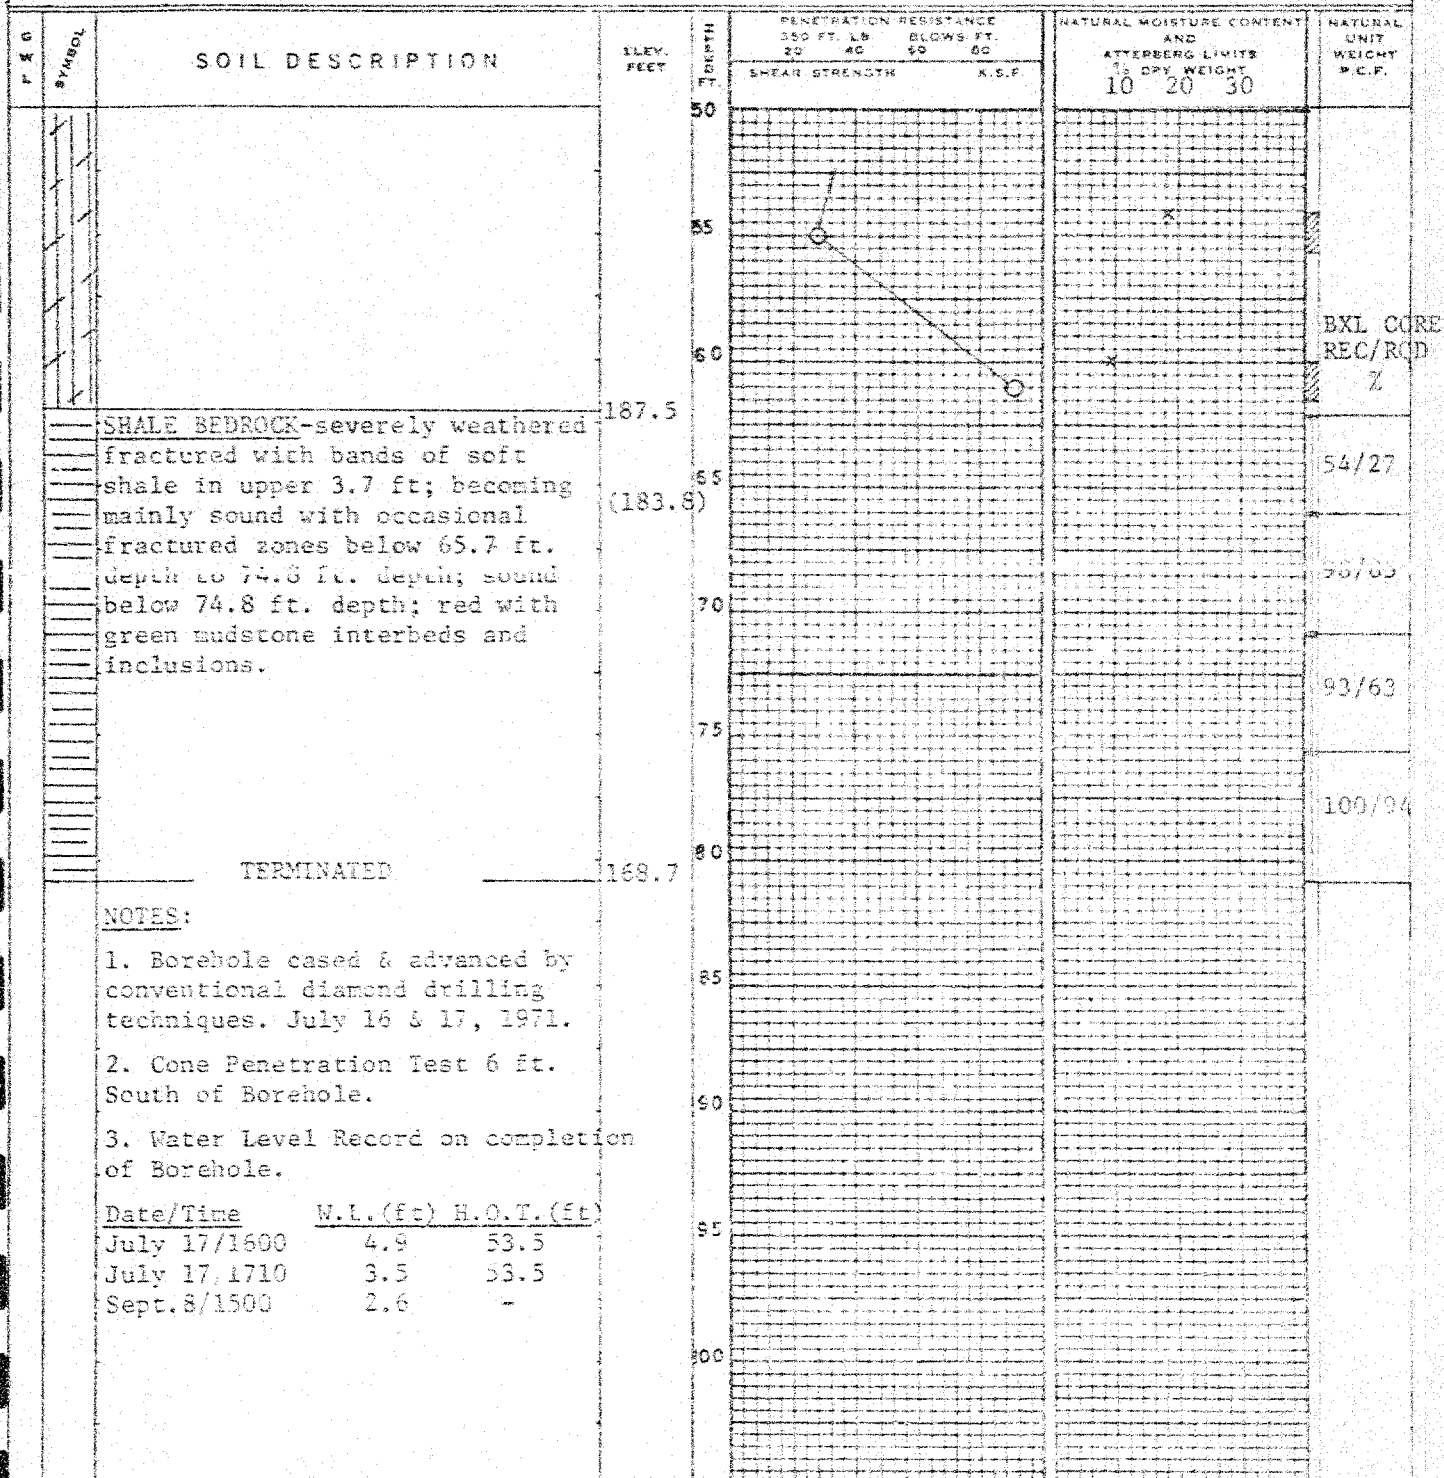 SYMBOL
SOIL DESCRIPTION
ELEV.
FEET
DEPTH
FT.
PENETRATION RESISTANCE
350 FT. LB BLOWS FT.
20 40 60 80
SHEAR STRENGTH K.S.F.
NATURAL MOISTURE CONTENT
AND
ATTERBERG LIMITS
% DRY WEIGHT
10 20 30
NATURAL
UNIT
WEIGHT
P.C.F.
50
55
60
65
70
75
80
85
90
95
100
BXL CORE
REC/RQD
%
187.5
SHALE BEDROCK-severely weathered
fractured with bands of soft
shale in upper 3.7 ft; becoming
(183.8)
mainly sound with occasional
fractured zones below 65.7 ft.
depth to 74.8 ft. depth; sound
below 74.8 ft. depth; red with
green mudstone interbeds and
inclusions.
54/27
93/63
100/94
TERMINATED 168.7
NOTES:
1. Borehole cased & advanced by
conventional diamond drilling
techniques. July 16 & 17, 1971.
2. Cone Penetration Test 6 ft.
South of Borehole.
3. Water Level Record on completion
of Borehole.
Date/Time W.L.(ft) H.O.T.(ft)
July 17/1600 4.9 53.5
July 17/1710 3.5 53.5
Sept.8/1500 2.6 -